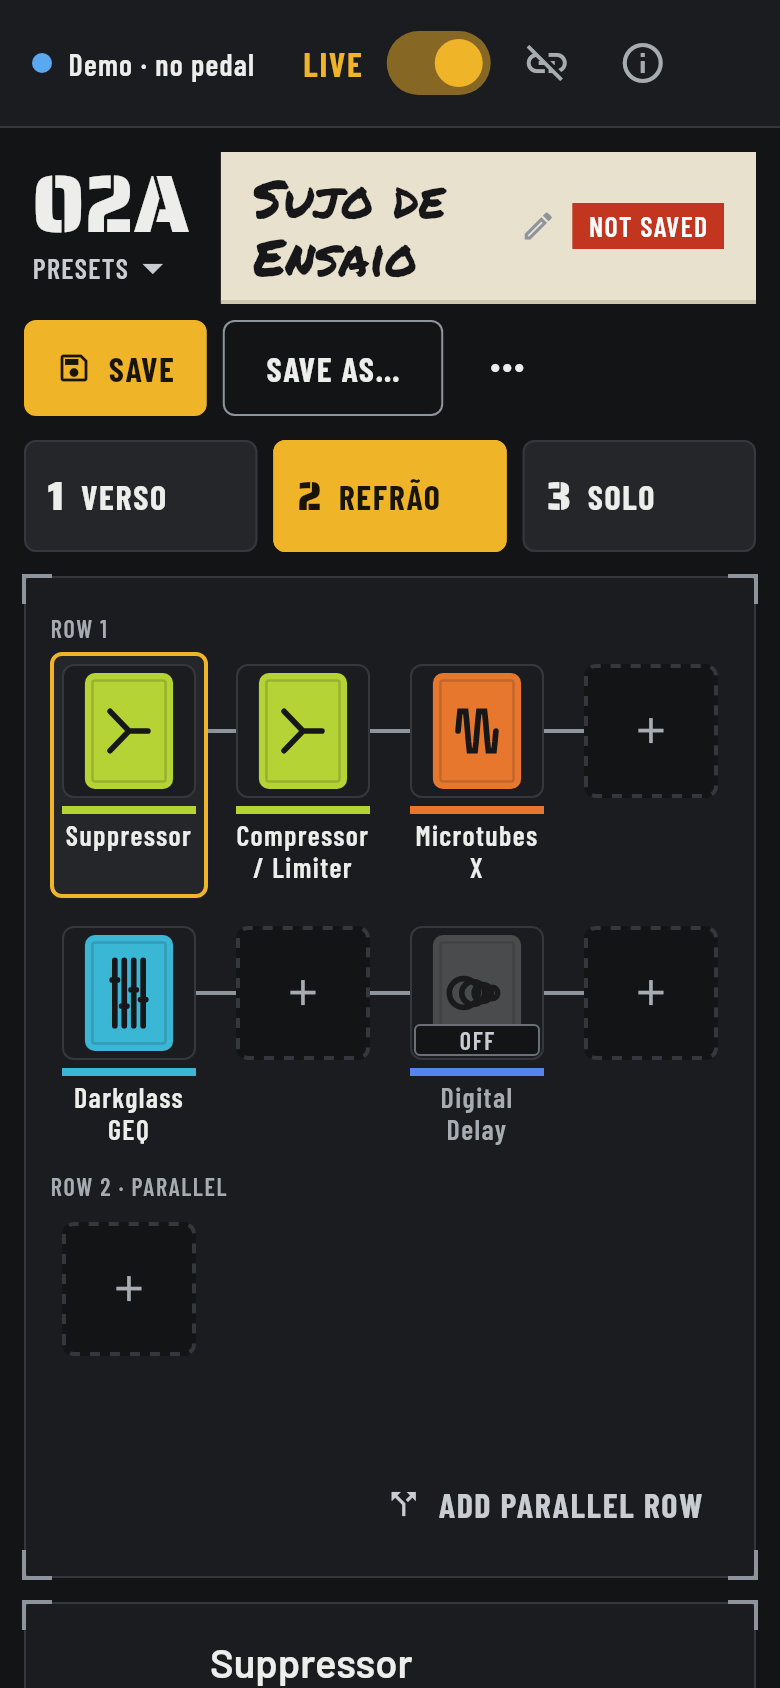 Demo · no pedal LIVE
02A
PRESETS
SUJO DE
ENSAIO
NOT SAVED
SAVE SAVE AS... •••
1 VERSO 2 REFRÃO 3 SOLO
ROW 1
Suppressor Compressor Microtubes
/ Limiter X
OFF
Darkglass Digital
GEQ Delay
ROW 2 · PARALLEL
ADD PARALLEL ROW
Suppressor